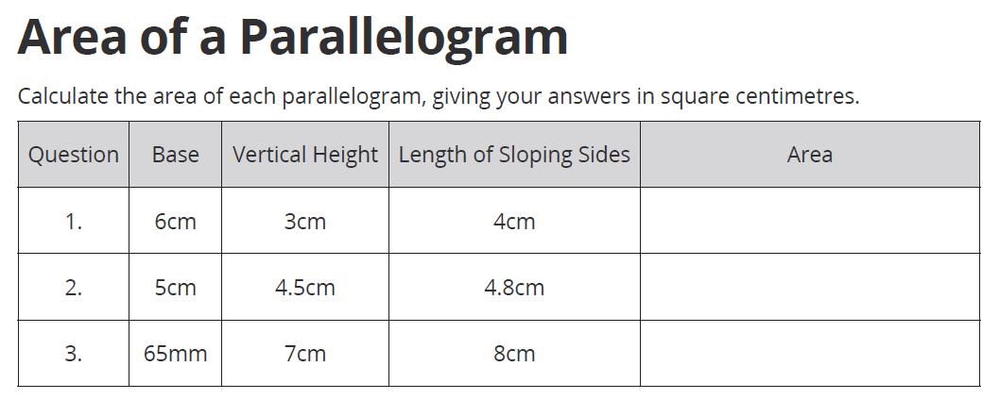 Area of a Parallelogram
Calculate the area of each parallelogram, giving your answers in square centimetres.
Question Base Vertical Height Length of Sloping Sides Area
1. 6cm 3cm 4cm
2. 5cm 4.5cm 4.8cm
3. 65mm 7cm 8cm